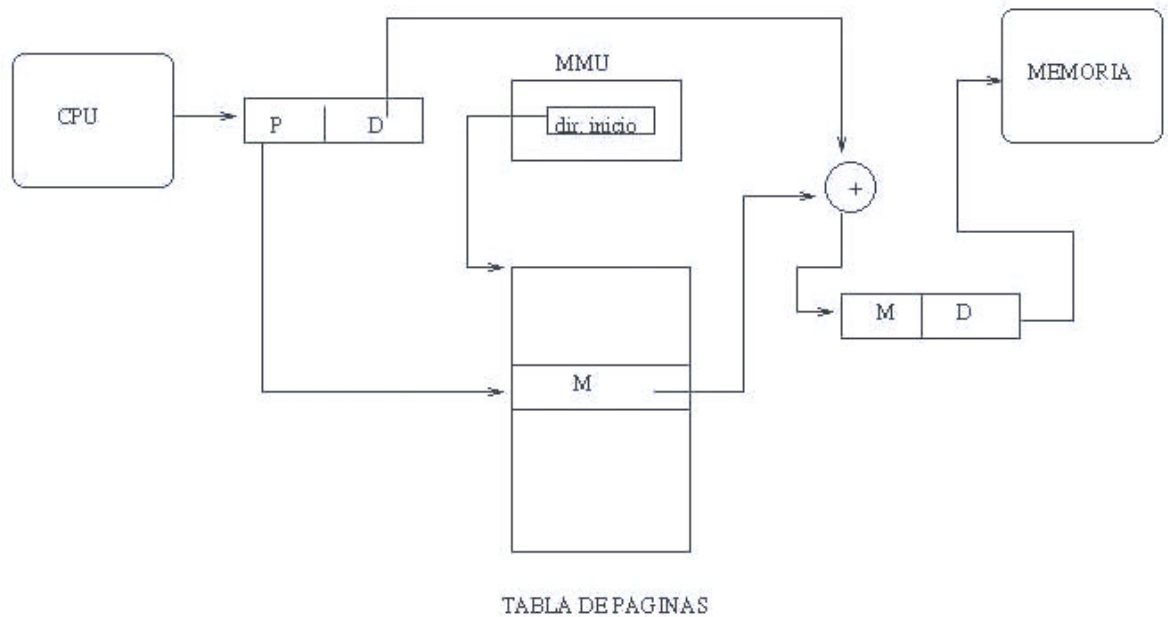 MMU
MEMORIA
CPU
P D
dir. inicio
+
M D
M
TABLA DE PAGINAS